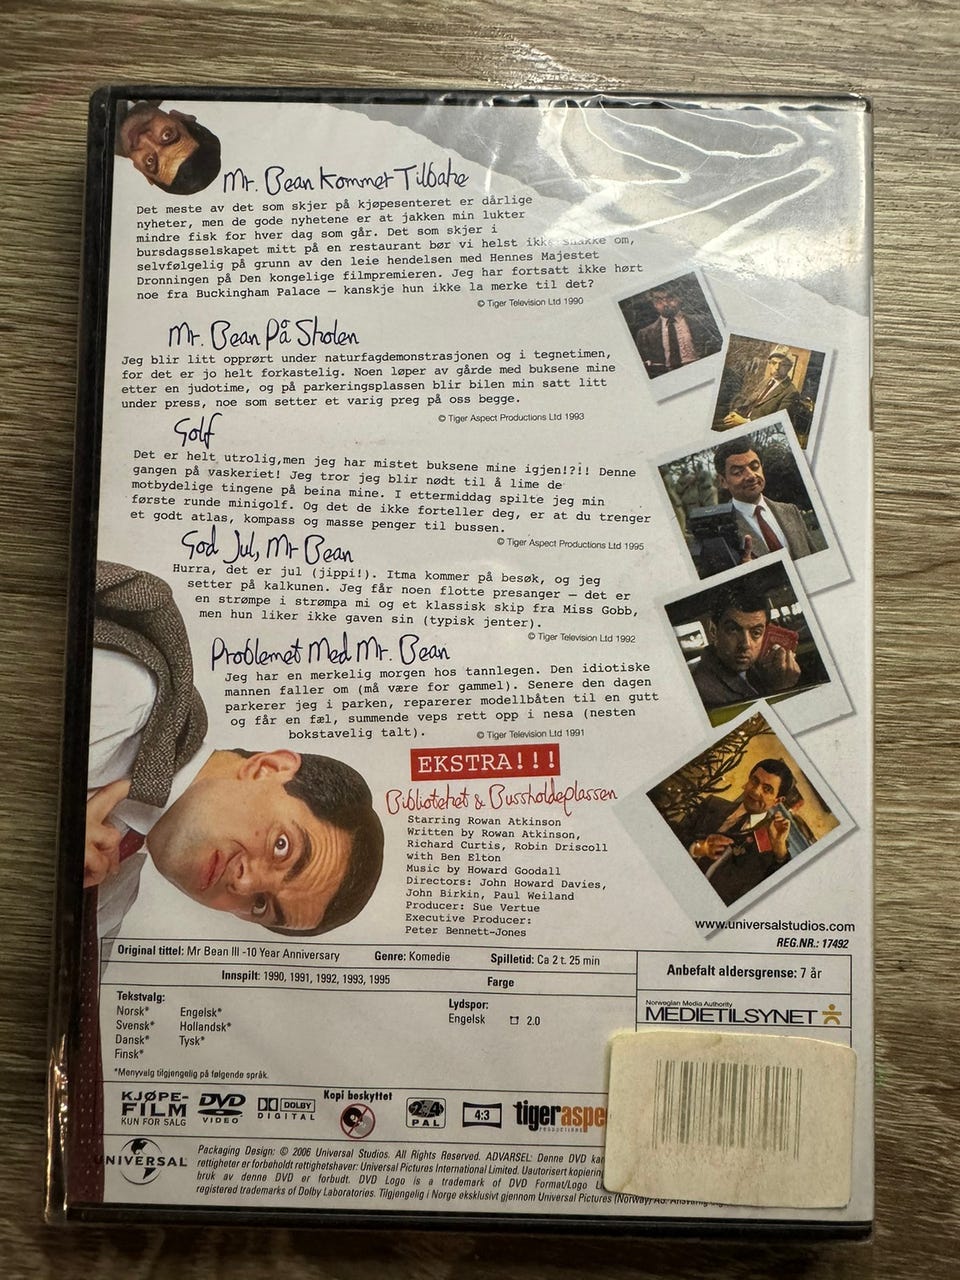 Mr. Bean Kommer Tilbake
Det meste av det som skjer på kjøpesenteret er dårlige
nyheter, men de gode nyhetene er at jakken min lukter
mindre fisk for hver dag som går. Det som skjer i
bursdagsselskapet mitt på en restaurant bør vi helst ikke snakke om,
selvfølgelig på grunn av den leie hendelsen med Hennes Majestet
Dronningen på Den kongelige filmpremieren. Jeg har fortsatt ikke hørt
noe fra Buckingham Palace – kanskje hun ikke la merke til det?
© Tiger Television Ltd 1990
Mr. Bean På Skolen
Jeg blir litt opprørt under naturfagdemonstrasjonen og i tegnetimen,
for det er jo helt forkastelig. Noen løper av gårde med buksene mine
etter en judotime, og på parkeringsplassen blir bilen min satt litt
under press, noe som setter et varig preg på oss begge.
© Tiger Aspect Productions Ltd 1993
Golf
Det er helt utrolig,men jeg har mistet buksene mine igjen!?!! Denne
gangen på vaskeriet! Jeg tror jeg blir nødt til å lime de
motbydelige tingene på beina mine. I ettermiddag spilte jeg min
første runde minigolf. Og det de ikke forteller deg, er at du trenger
et godt atlas, kompass og masse penger til bussen.
© Tiger Aspect Productions Ltd 1995
God Jul, Mr Bean
Hurra, det er jul (jippi!). Itma kommer på besøk, og jeg
setter på kalkunen. Jeg får noen flotte presanger – det er
en strømpe i strømpa mi og et klassisk skip fra Miss Gobb,
men hun liker ikke gaven sin (typisk jenter).
© Tiger Television Ltd 1992
Problemet Med Mr. Bean
Jeg har en merkelig morgen hos tannlegen. Den idiotiske
mannen faller om (må være for gammel). Senere den dagen
parkerer jeg i parken, reparerer modellbåten til en gutt
og får en fæl, summende veps rett opp i nesa (nesten
bokstavelig talt).
© Tiger Television Ltd 1991
EKSTRA!!!
Biblioteket & Bussholdeplassen
Starring Rowan Atkinson
Written by Rowan Atkinson,
Richard Curtis, Robin Driscoll
with Ben Elton
Music by Howard Goodall
Directors: John Howard Davies,
John Birkin, Paul Weiland
Producer: Sue Vertue
Executive Producer:
Peter Bennett-Jones
www.universalstudios.com
REG.NR.: 17492
Original tittel: Mr Bean III -10 Year Anniversary Genre: Komedie Spilletid: Ca 2 t. 25 min
Innspilt: 1990, 1991, 1992, 1993, 1995 Farge
Anbefalt aldersgrense: 7 år
Norwegian Media Authority
MEDIETILSYNET
Tekstvalg:
Norsk* Engelsk*
Svensk* Hollandsk*
Dansk* Tysk*
Finsk*
Lydspor:
Engelsk 2.0
*Menyvalg tilgjengelig på følgende språk.
KJØPE-
FILM
KUN FOR SALG
DVD
VIDEO
DOLBY
DIGITAL
Kopi beskyttet
2 4
PAL
4:3
tigeraspe
UNIVERSAL
Packaging Design: © 2006 Universal Studios. All Rights Reserved. ADVARSEL: Denne DVD kan
rettigheter er forbeholdt rettighetshaver: Universal Pictures International Limited. Uautorisert kopiering
bruk av denne DVD er forbudt. DVD Logo is a trademark of DVD Format/Logo
registered trademarks of Dolby Laboratories. Tilgjengelig i Norge eksklusivt gjennom Universal Pictures (Norway) AS.